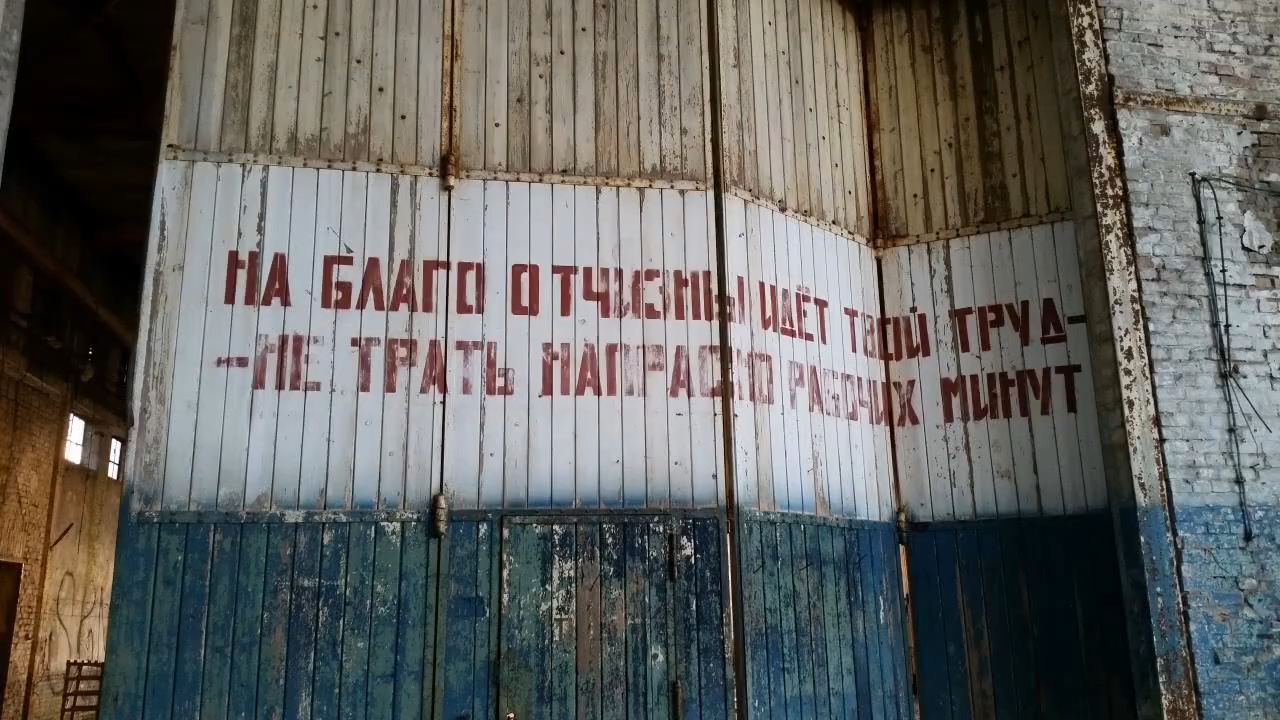 НА БЛАГО ОТЧИЗНЫ ИДЁТ ТВОЙ ТРУД-
-НЕ ТРАТЬ НАПРАСНО РАБОЧИХ МИНУТ